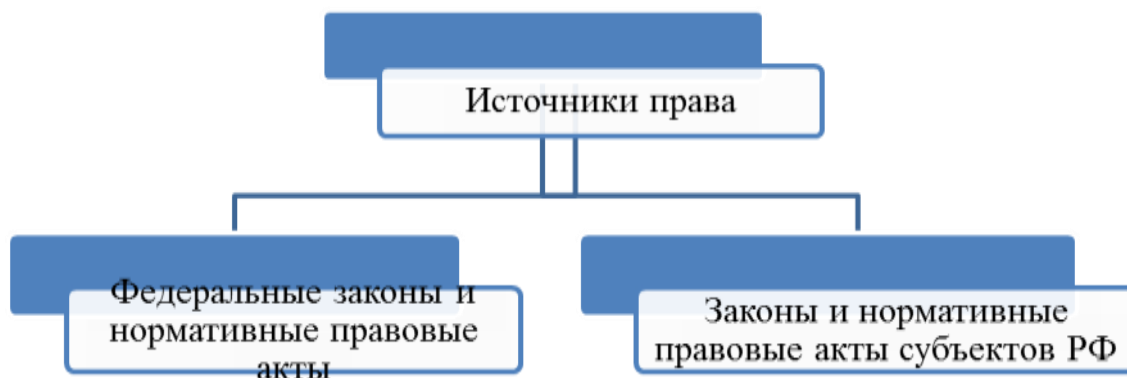 Источники права
Федеральные законы и
нормативные правовые
акты
Законы и нормативные
правовые акты субъектов РФ